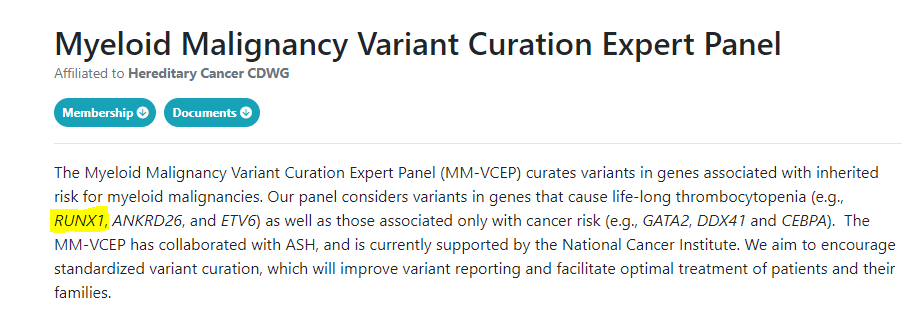 Myeloid Malignancy Variant Curation Expert Panel
Affiliated to Hereditary Cancer CDWG
Membership Documents
The Myeloid Malignancy Variant Curation Expert Panel (MM-VCEP) curates variants in genes associated with inherited
risk for myeloid malignancies. Our panel considers variants in genes that cause life-long thrombocytopenia (e.g.,
RUNX1, ANKRD26, and ETV6) as well as those associated only with cancer risk (e.g., GATA2, DDX41 and CEBPA). The
MM-VCEP has collaborated with ASH, and is currently supported by the National Cancer Institute. We aim to encourage
standardized variant curation, which will improve variant reporting and facilitate optimal treatment of patients and their
families.